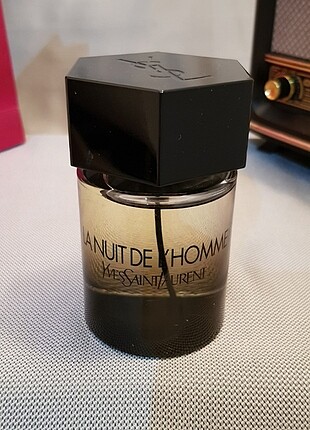 LA NUIT DE L'HOMME
YVESSAINTLAURENT